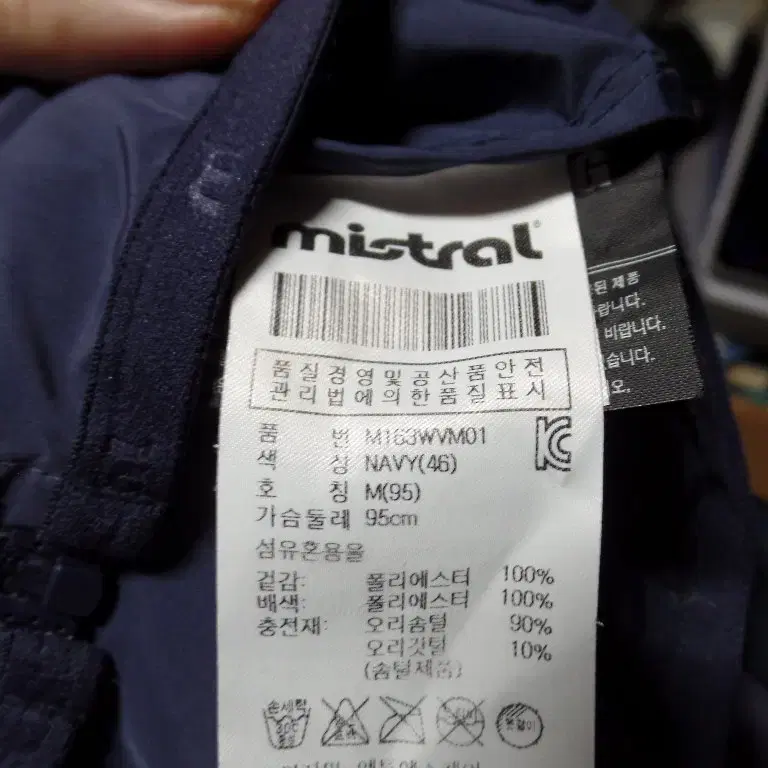 mistral
품질경영및공산품안전
관리법에의한품질표시
품 번 M163WVM01
색 상 NAVY(46)
호 칭 M(95)
가슴둘레 95cm
섬유혼용율
겉감: 폴리에스터 100%
배색: 폴리에스터 100%
충전재: 오리솜털 90%
오리깃털 10%
(솜털제품)
손세탁
30℃
된 제품
랍니다.
비랍니다.
습니다.
오.